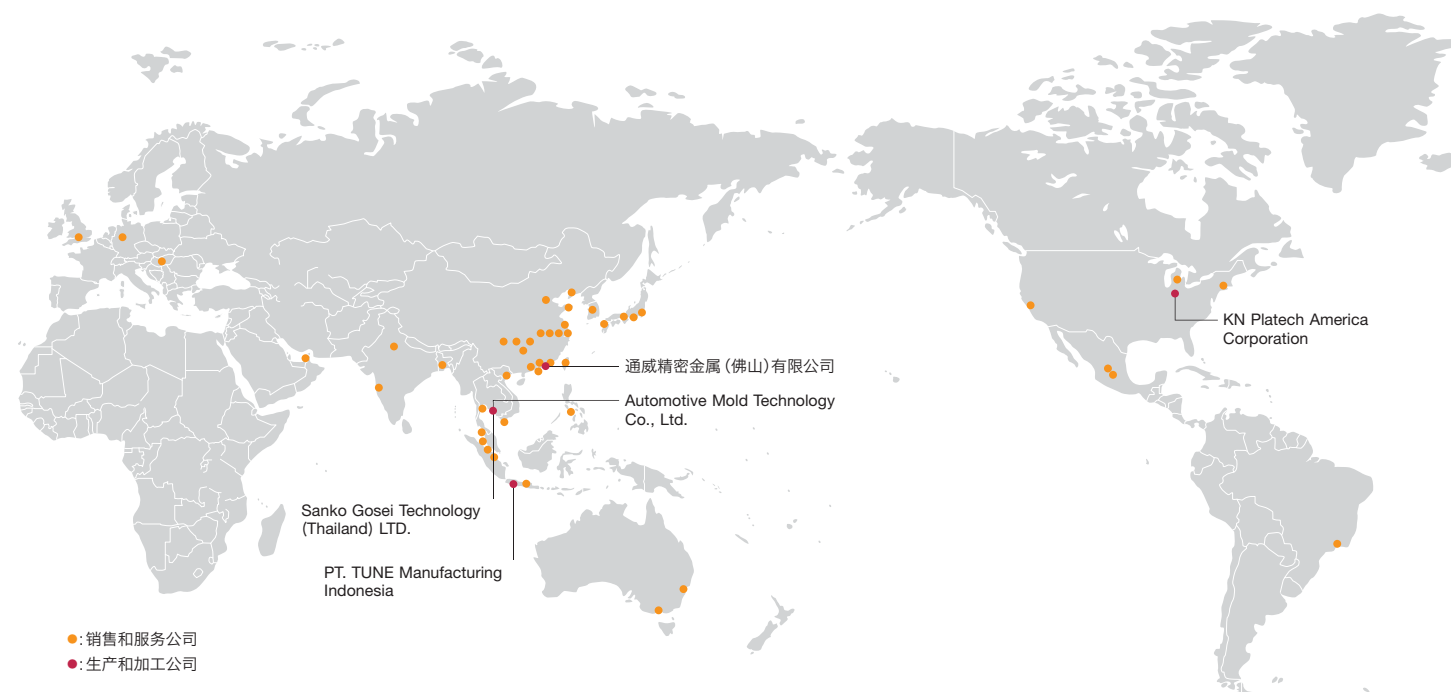 KN Platech America
Corporation
通威精密金属（佛山）有限公司
Automotive Mold Technology
Co., Ltd.
Sanko Gosei Technology
(Thailand) LTD.
PT. TUNE Manufacturing
Indonesia
:销售和服务公司
:生产和加工公司